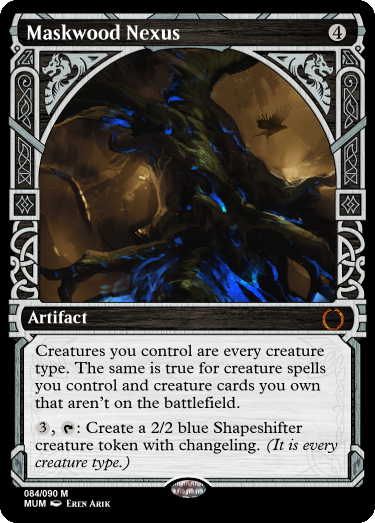 Maskwood Nexus 4
Artifact
Creatures you control are every creature
type. The same is true for creature spells
you control and creature cards you own
that aren't on the battlefield.
3, : Create a 2/2 blue Shapeshifter
creature token with changeling. (It is every
creature type.)
084/090 M
MUM Eren Arik